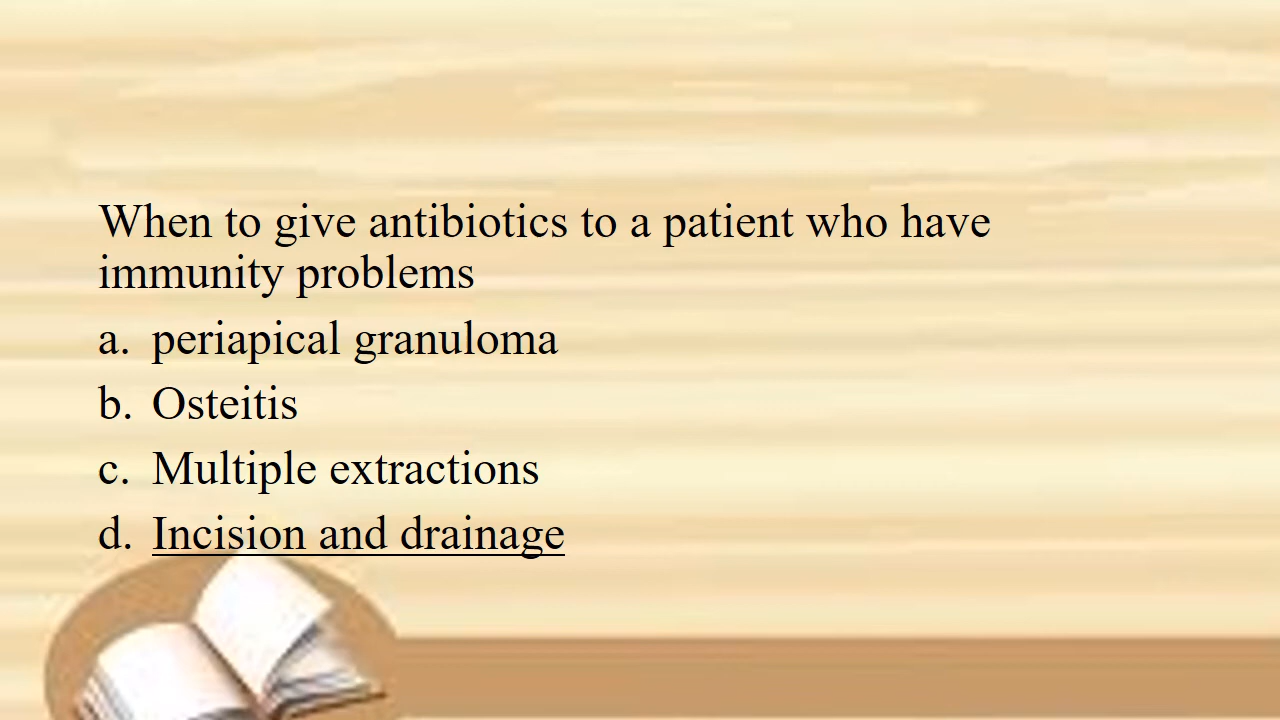 When to give antibiotics to a patient who have
immunity problems
a. periapical granuloma
b. Osteitis
c. Multiple extractions
d. Incision and drainage